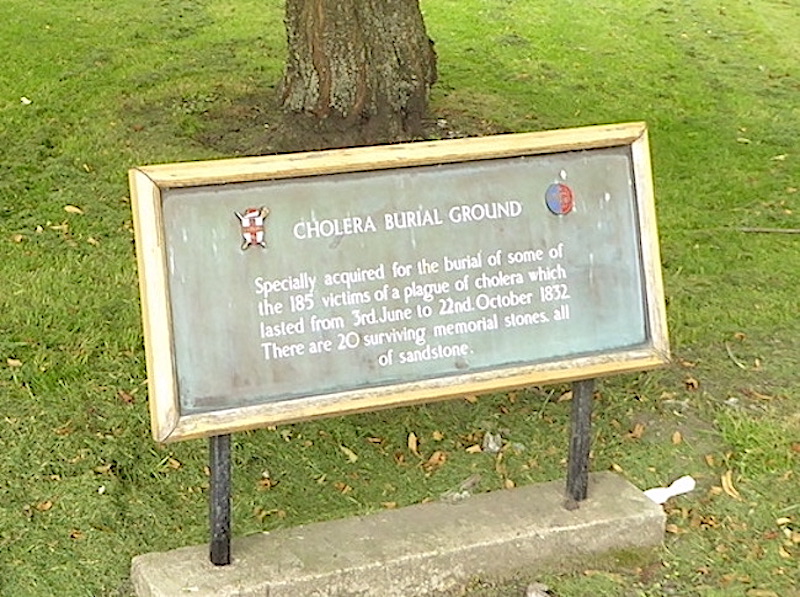 CHOLERA BURIAL GROUND
Specially acquired for the burial of some of
the 185 victims of a plague of cholera which
lasted from 3rd.June to 22nd.October 1832.
There are 20 surviving memorial stones, all
of sandstone.